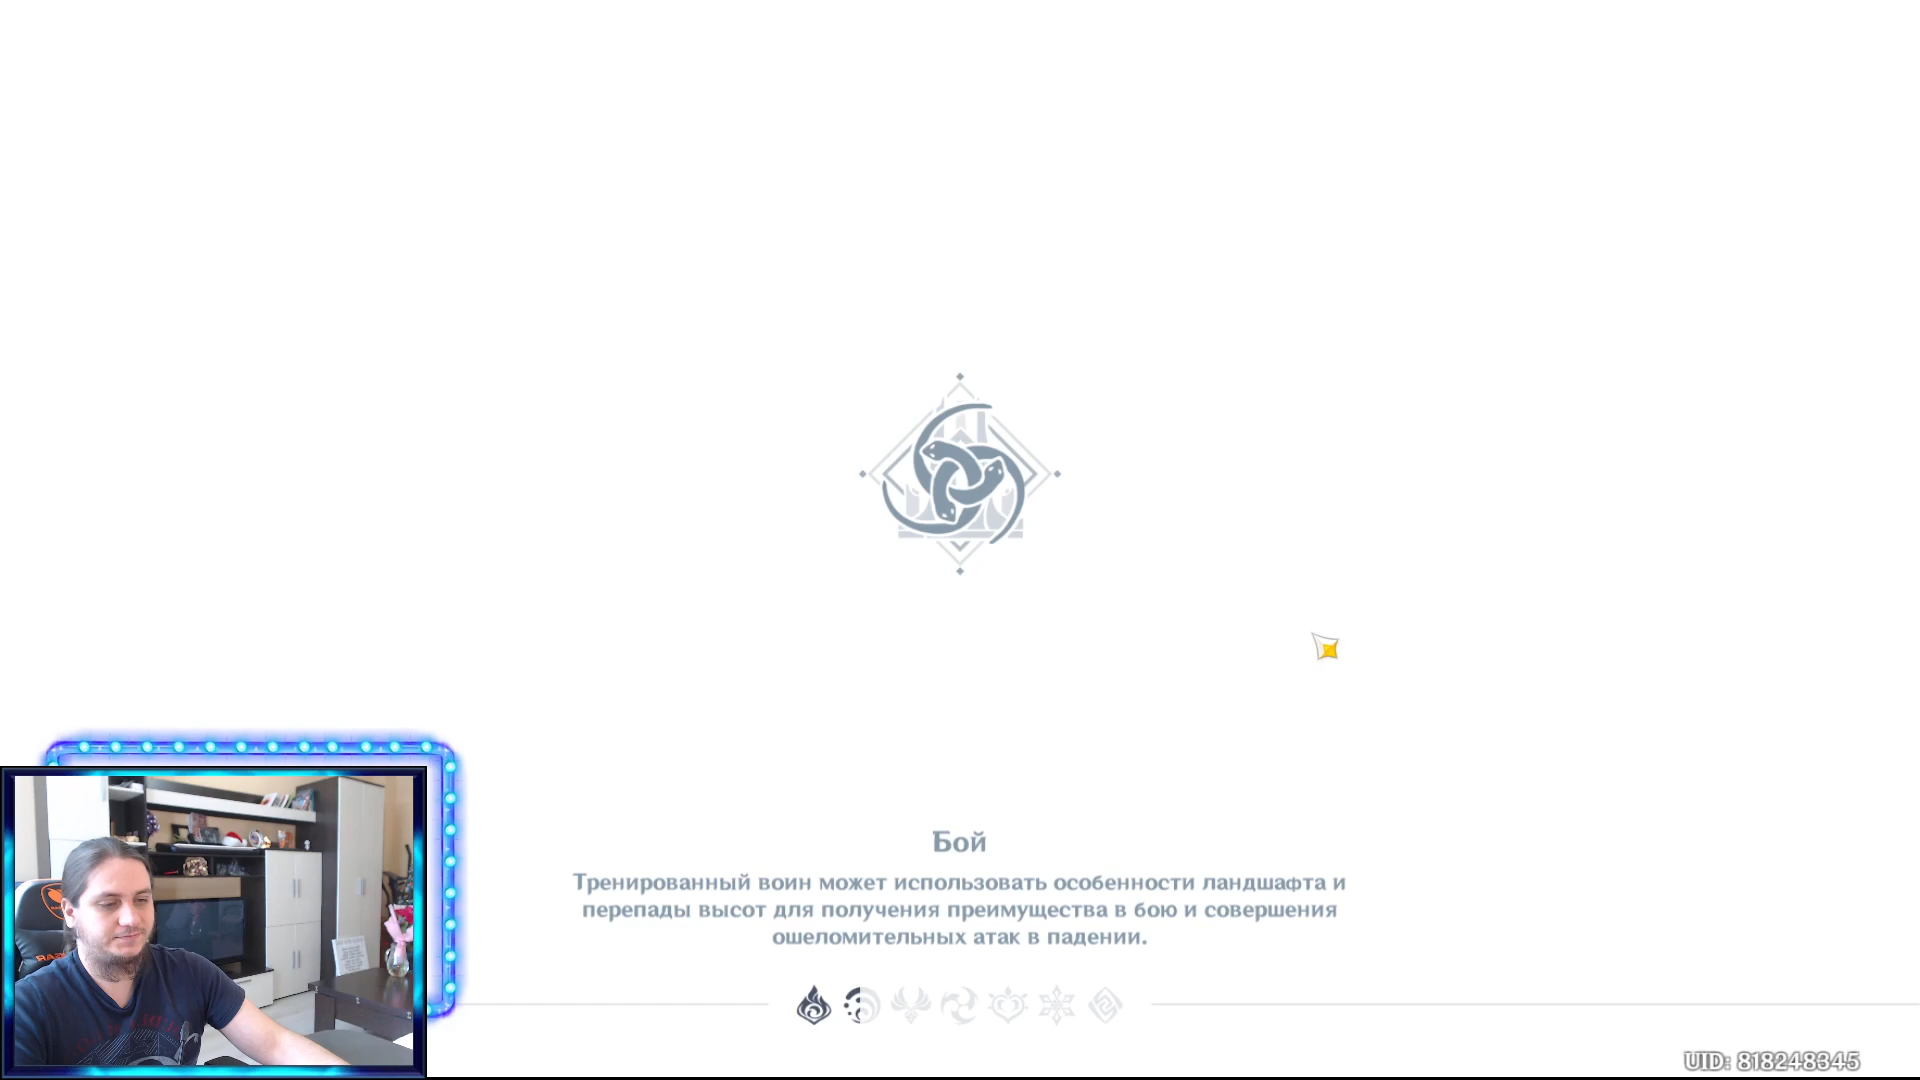 Бой
Тренированный воин может использовать особенности ландшафта и
перепады высот для получения преимущества в бою и совершения
ошеломительных атак в падении.
UID: 818248345